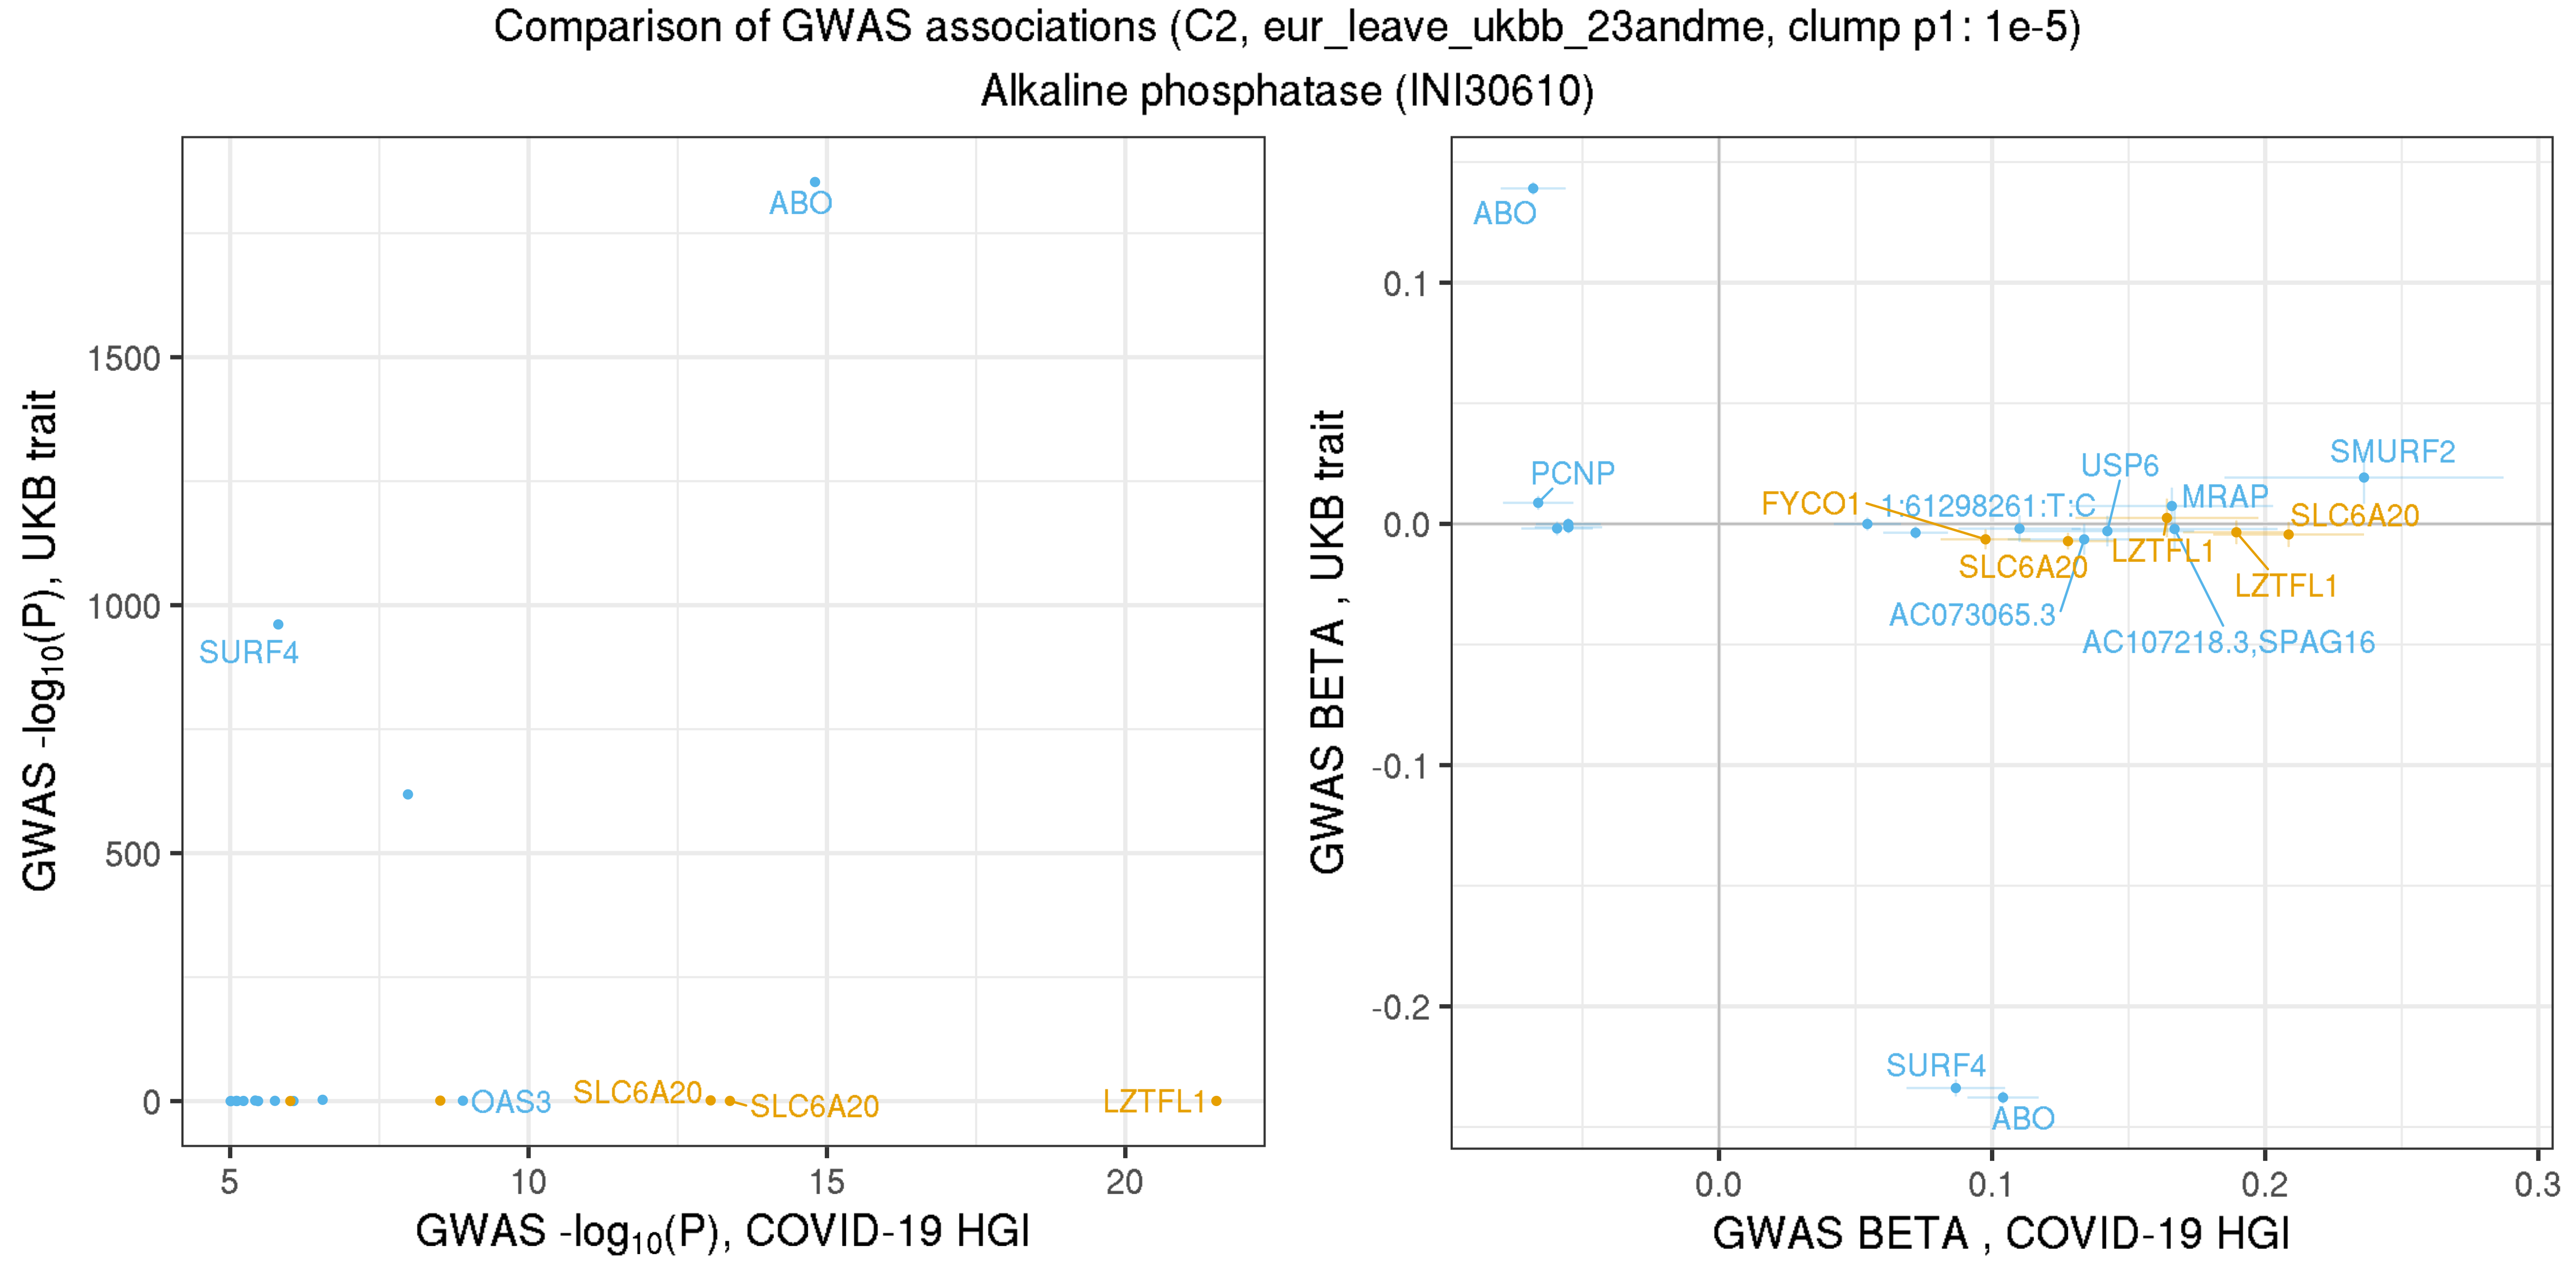 Comparison of GWAS associations (C2, eur_leave_ukbb_23andme, clump p1: 1e-5)
Alkaline phosphatase (INI30610)
GWAS -log10(P), UKB trait
1500
1000
500
0
ABO
SURF4
OAS3
SLC6A20
SLC6A20
LZTFL1
5
10
15
20
GWAS -log10(P), COVID-19 HGI
GWAS BETA , UKB trait
0.1
0.0
-0.1
-0.2
ABO
PCNP
FYCO1
1:61298261:T:C
USP6
MRAP
SMURF2
SLC6A20
SLC6A20
LZTFL1
LZTFL1
AC073065.3
AC107218.3,SPAG16
SURF4
ABO
0.0
0.1
0.2
0.3
GWAS BETA , COVID-19 HGI